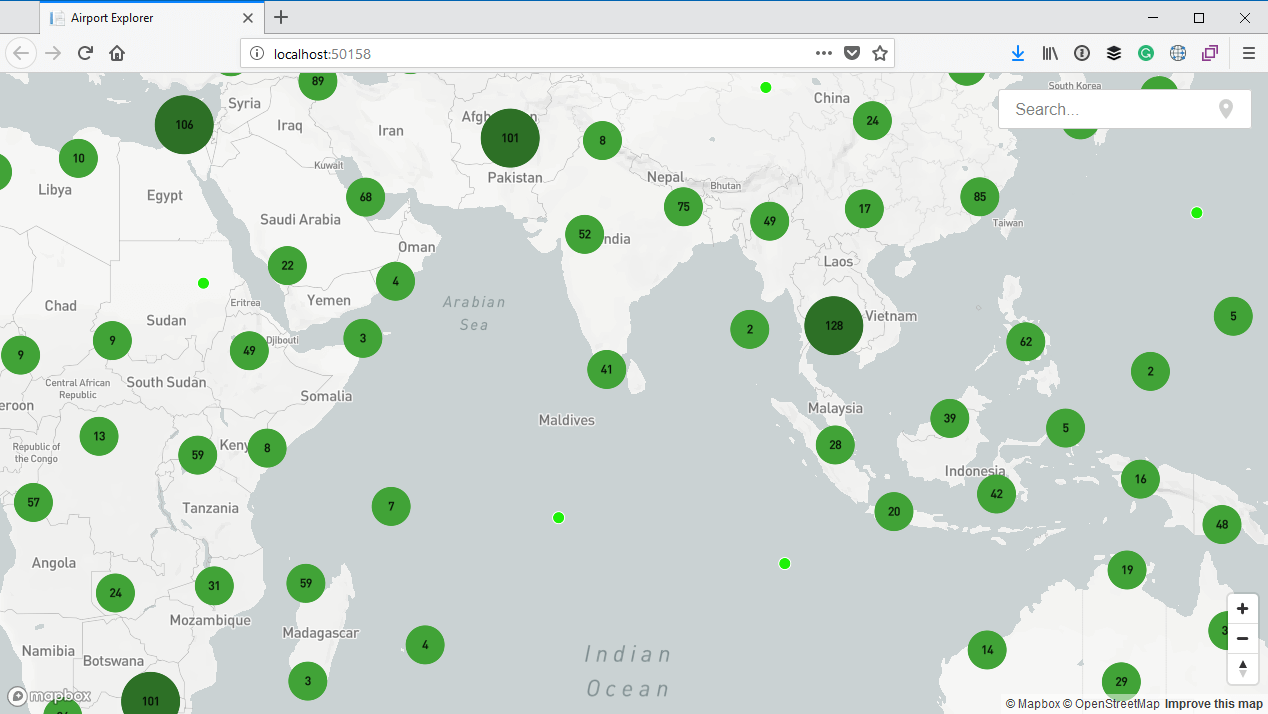 Airport Explorer
localhost:50158
Search...
South Korea
China
89
Syria
Iraq
Iran
Afghanistan
106
101
8
24
10
Libya
Egypt
Kuwait
Pakistan
Nepal
Bhutan
68
75
49
17
85
Taiwan
Saudi Arabia
Oman
52
India
Laos
22
4
Yemen
Arabian
Sea
Chad
Sudan
Eritrea
Djibouti
2
128
Vietnam
62
5
9
9
49
3
South Sudan
Central African
Republic
Somalia
41
2
Maldives
Malaysia
39
5
eroon
13
Republic of
the Congo
59
Kenya
8
28
Indonesia
16
57
Tanzania
7
20
42
48
Angola
24
31
59
19
Mozambique
Madagascar
4
3
Namibia
Botswana
3
14
29
Indian
Ocean
101
mapbox
© Mapbox © OpenStreetMap Improve this map